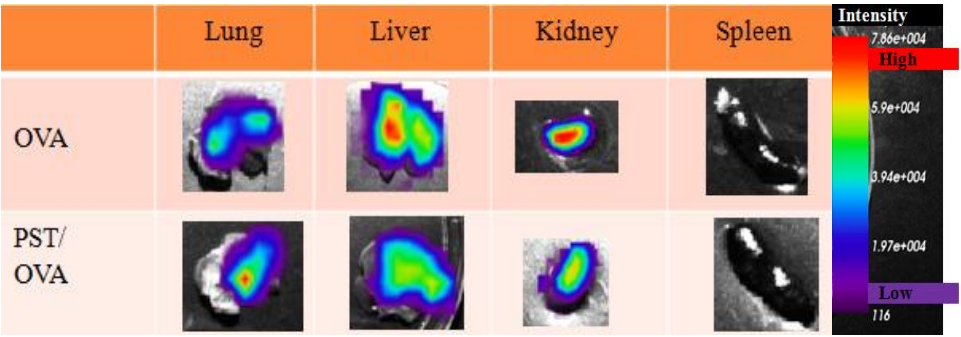 Lung Liver Kidney Spleen
Intensity
7.86e+004
High
5.9e+004
OVA
3.94e+004
PST/
OVA
1.97e+004
Low
116